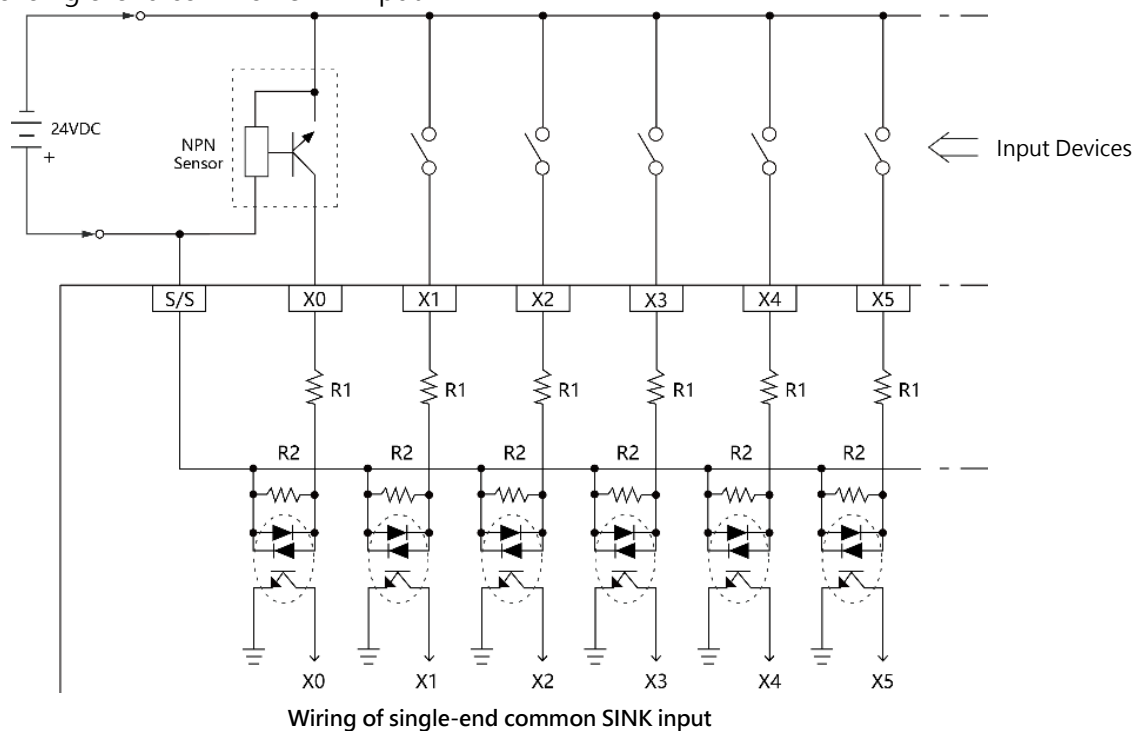 24VDC
+
NPN
Sensor
Input Devices
S/S X0 X1 X2 X3 X4 X5
R1 R1 R1 R1 R1 R1
R2 R2 R2 R2 R2 R2
X0 X1 X2 X3 X4 X5
Wiring of single-end common SINK input